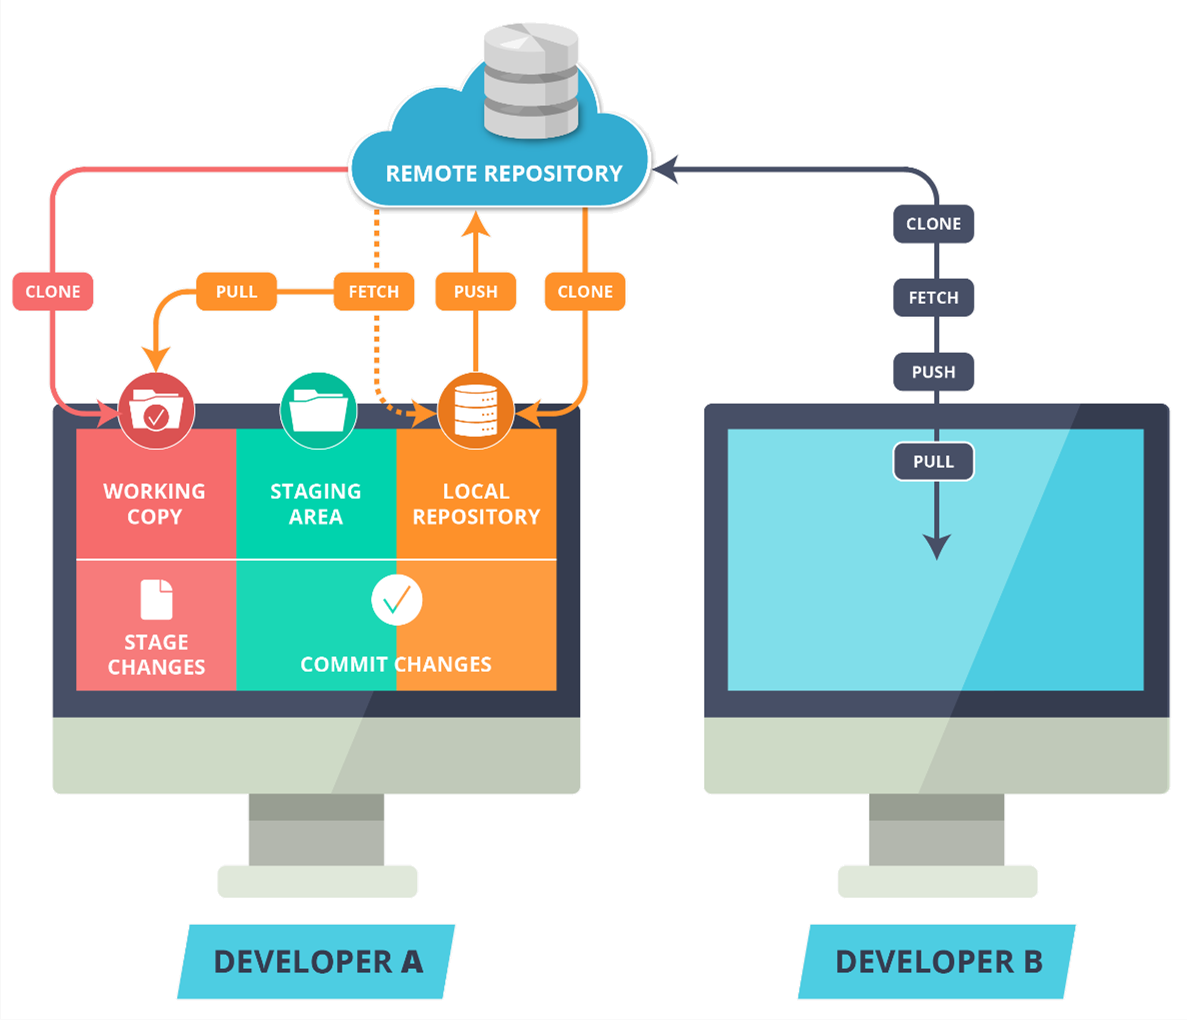 REMOTE REPOSITORY
CLONE
PULL
FETCH
PUSH
CLONE
WORKING
COPY
STAGING
AREA
LOCAL
REPOSITORY
STAGE
CHANGES
COMMIT CHANGES
DEVELOPER A
CLONE
FETCH
PUSH
PULL
DEVELOPER B